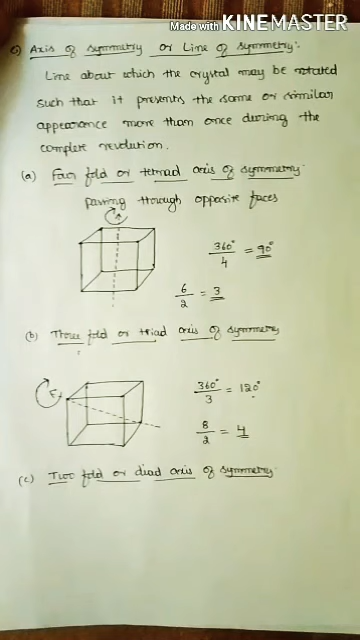 Made with KINEMASTER
c) Axis of symmetry or Line of symmetry:
Line about which the crystal may be rotated
such that it presents the same or similar
appearance more than once during the
complete revolution.
(a) Four fold or tetrad axis of symmetry:
passing through opposite faces
360°/4 = 90°
6/2 = 3
(b) Three fold or triad axis of symmetry
360°/3 = 120°
8/2 = 4
(c) Two fold or diad axis of symmetry